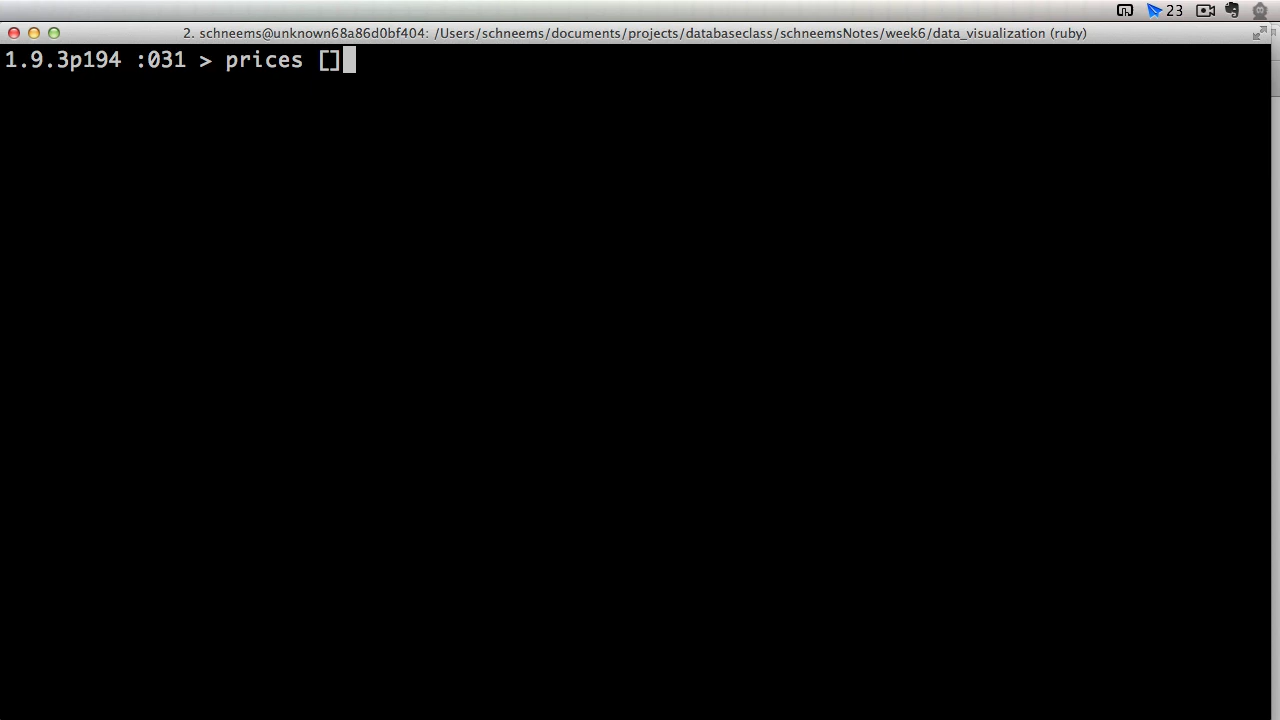 23
2. schneems@unknown68a86d0bf404: /Users/schneems/documents/projects/databaseclass/schneemsNotes/week6/data_visualization (ruby)
1.9.3p194 :031 > prices []